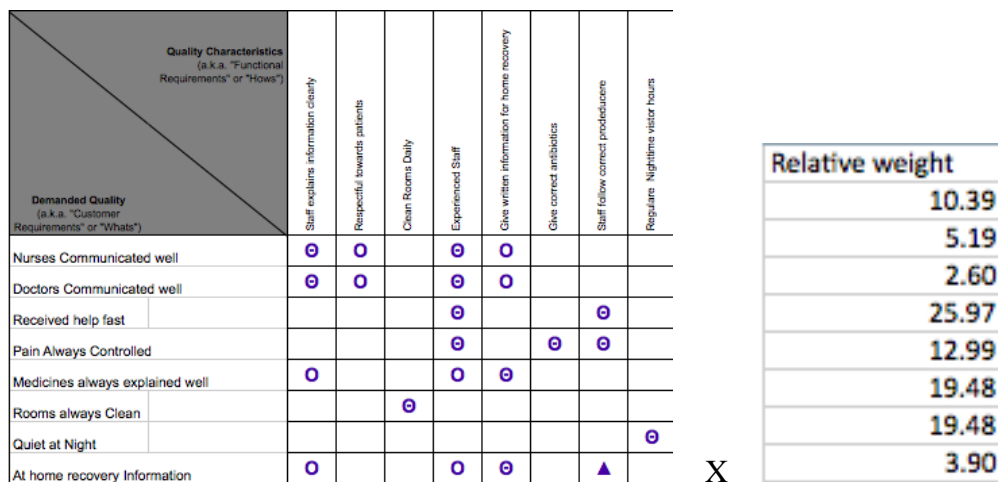 Quality Characteristics
(a.k.a. "Functional
Requirements" or "Hows")
Demanded Quality
(a.k.a. "Customer
Requirements" or "Whats")
Staff explains information clearly
Respectful towards patients
Clean Rooms Daily
Experienced Staff
Give written information for home recovery
Give correct antibiotics
Staff follow correct prodeducere
Regulare Nighttime vistor hours
Nurses Communicated well Θ Ο Θ Ο
Doctors Communicated well Θ Ο Θ Ο
Received help fast Θ Θ
Pain Always Controlled Θ Θ Θ
Medicines always explained well Ο Ο Θ
Rooms always Clean Θ
Quiet at Night Θ
At home recovery Information Ο Ο Θ ▲
X
Relative weight
10.39
5.19
2.60
25.97
12.99
19.48
19.48
3.90